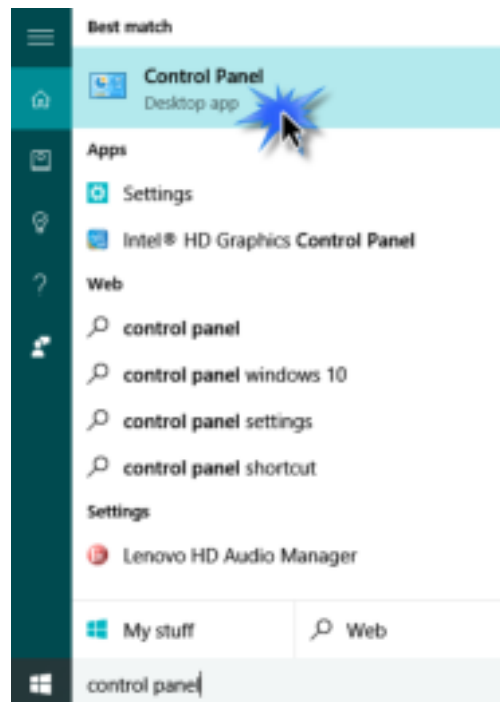 Best match
Control Panel
Desktop app
Apps
Settings
Intel® HD Graphics Control Panel
Web
control panel
control panel windows 10
control panel settings
control panel shortcut
Settings
Lenovo HD Audio Manager
My stuff
Web
control panel